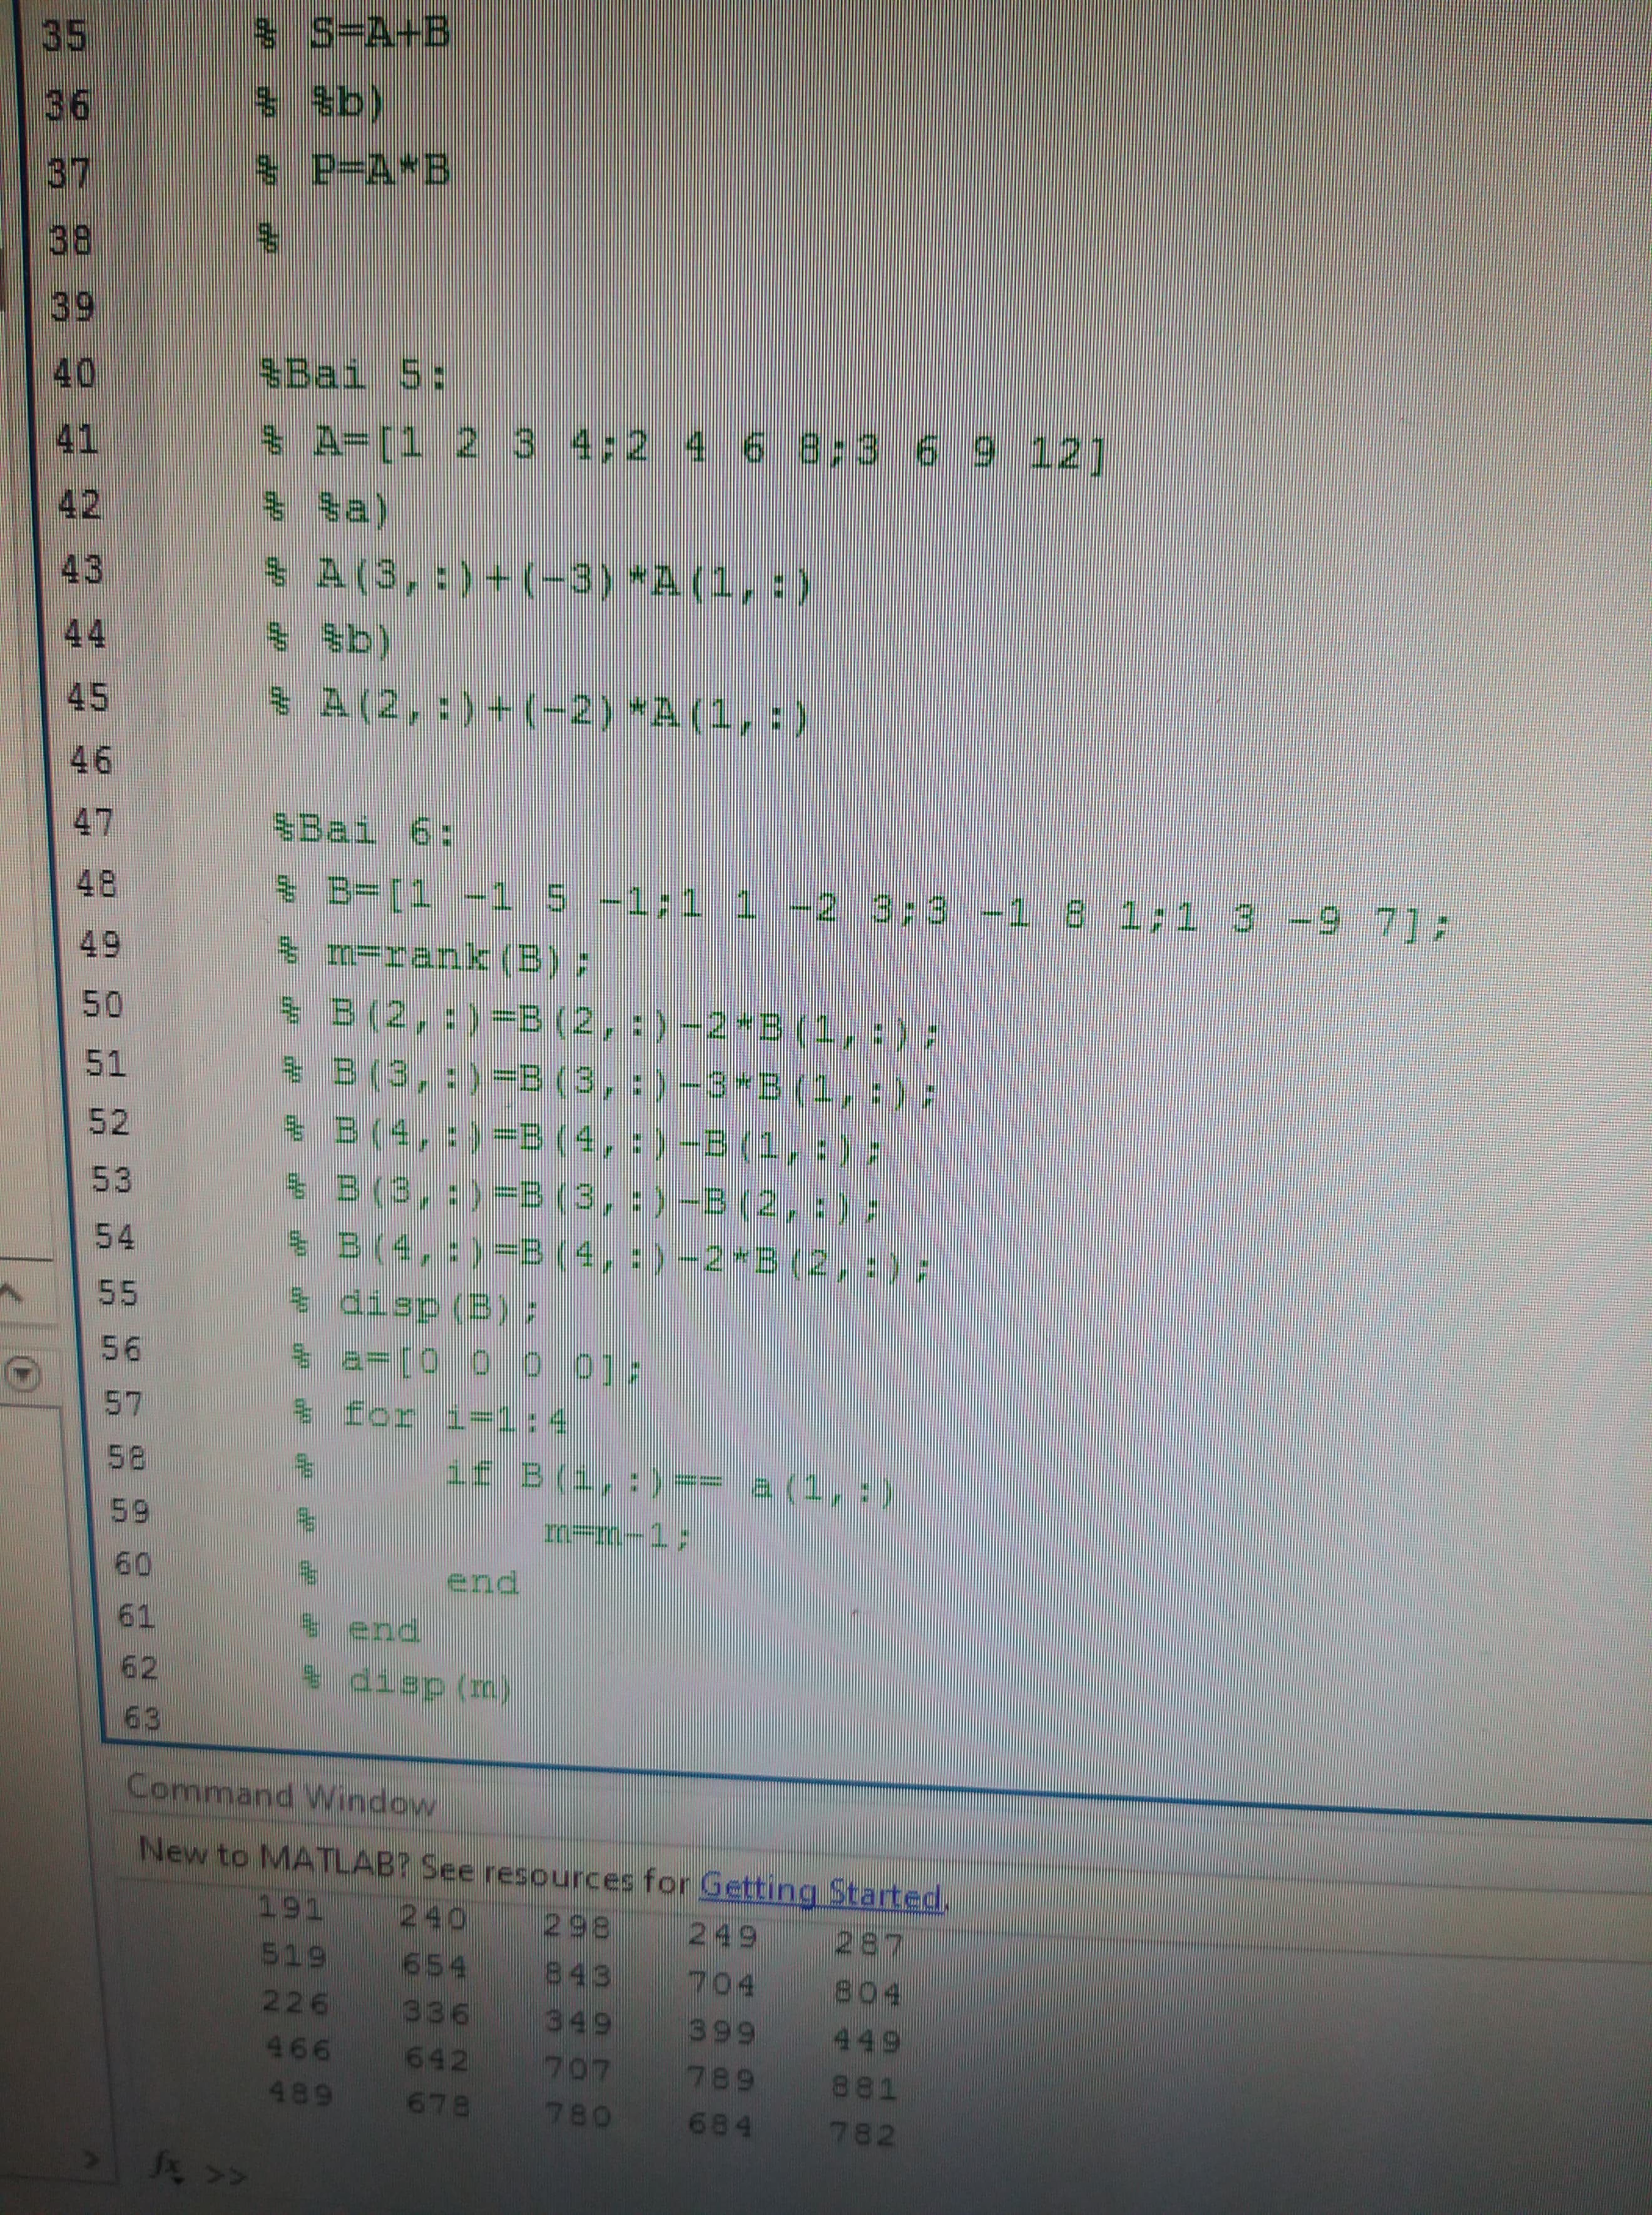 35 % S=A+B
36 % %b)
37 % P=A*B
38 %
39
40 %Bai 5:
41 % A=[1 2 3 4;2 4 6 8;3 6 9 12]
42 % %a)
43 % A(3,:)+(-3)*A(1,:)
44 % %b)
45 % A(2,:)+(-2)*A(1,:)
46
47 %Bai 6:
48 % B=[1 -1 5 -1;1 1 -2 3;3 -1 8 1;1 3 -9 7];
49 % m=rank(B);
50 % B(2,:)=B(2,:)-2*B(1,:);
51 % B(3,:)=B(3,:)-3*B(1,:);
52 % B(4,:)=B(4,:)-B(1,:);
53 % B(3,:)=B(3,:)-B(2,:);
54 % B(4,:)=B(4,:)-2*B(2,:);
55 % disp(B);
56 % a=[0 0 0 0];
57 % for i=1:4
58 % if B(i,:)== a(1,:)
59 % m=m-1;
60 % end
61 % end
62 % disp(m)
63
Command Window
New to MATLAB? See resources for Getting Started.
191 240 298 249 287
519 654 843 704 804
226 336 349 399 449
466 642 707 789 881
489 678 780 684 782
fx >>